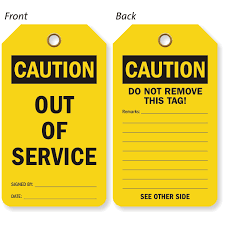 Front
CAUTION
OUT
OF
SERVICE
SIGNED BY:
DATE:
Back
CAUTION
DO NOT REMOVE
THIS TAG!
Remarks:
SEE OTHER SIDE